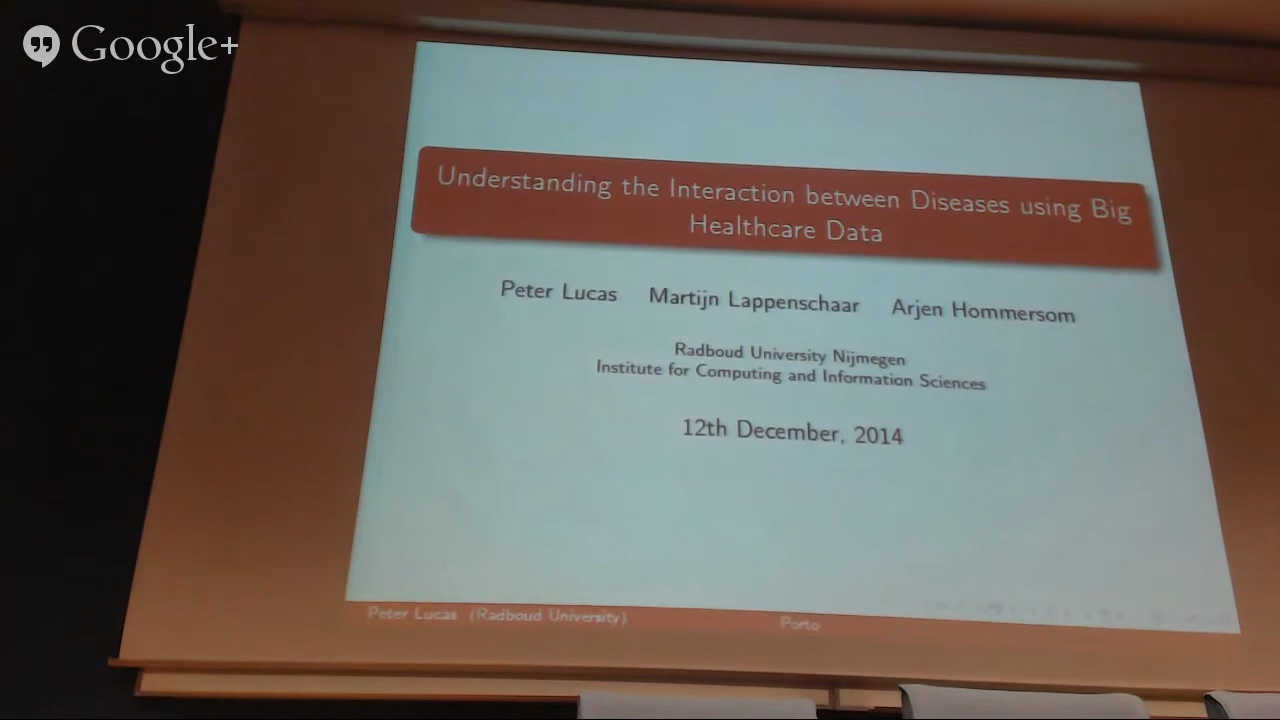 Google+
Understanding the Interaction between Diseases using Big
Healthcare Data
Peter Lucas Martijn Lappenschaar Arjen Hommersom
Radboud University Nijmegen
Institute for Computing and Information Sciences
12th December, 2014
Peter Lucas (Radboud University) Porto